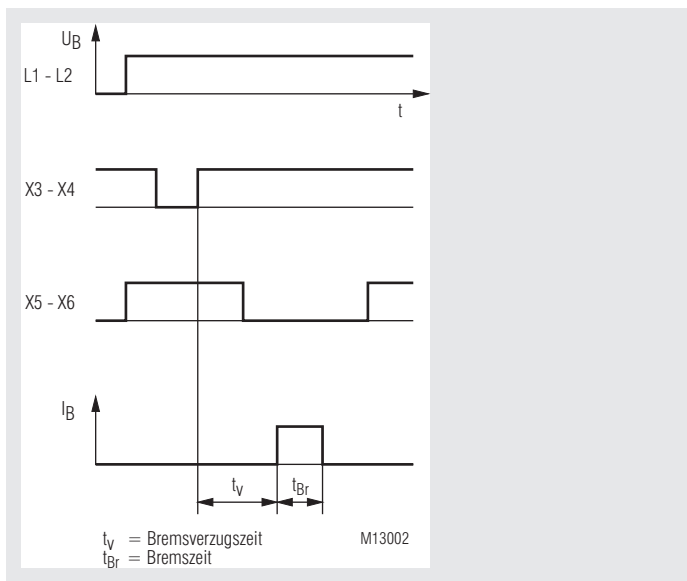 UB
L1 - L2
t
X3 - X4
X5 - X6
IB
tV tBr
tV = Bremsverzugszeit M13002
tBr = Bremszeit